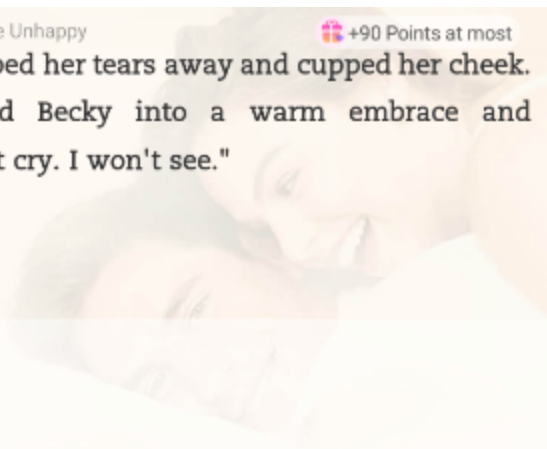 Unhappy
+90 Points at most
her tears away and cupped her cheek.
Becky into a warm embrace and
cry. I won't see."